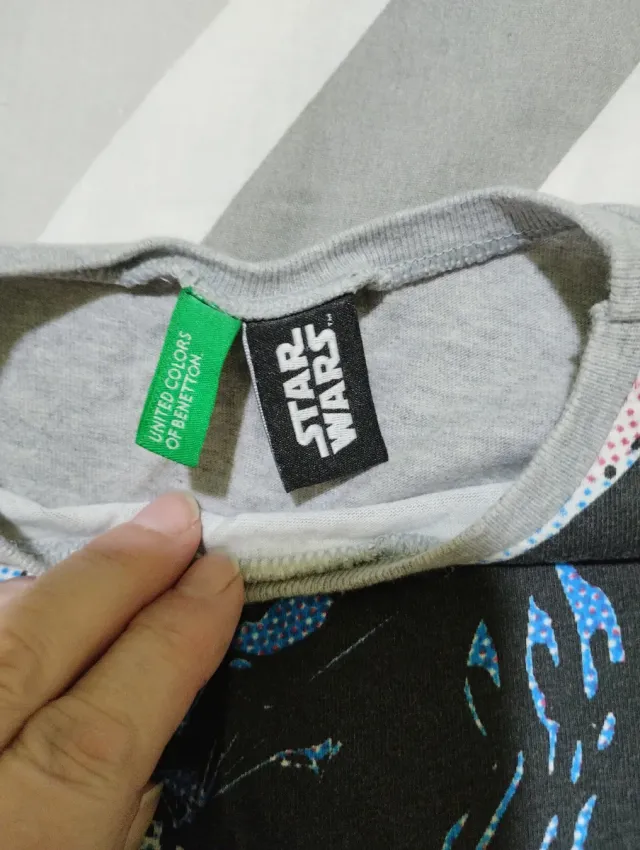 UNITED COLORS
OF BENETTON.
STAR
WARS